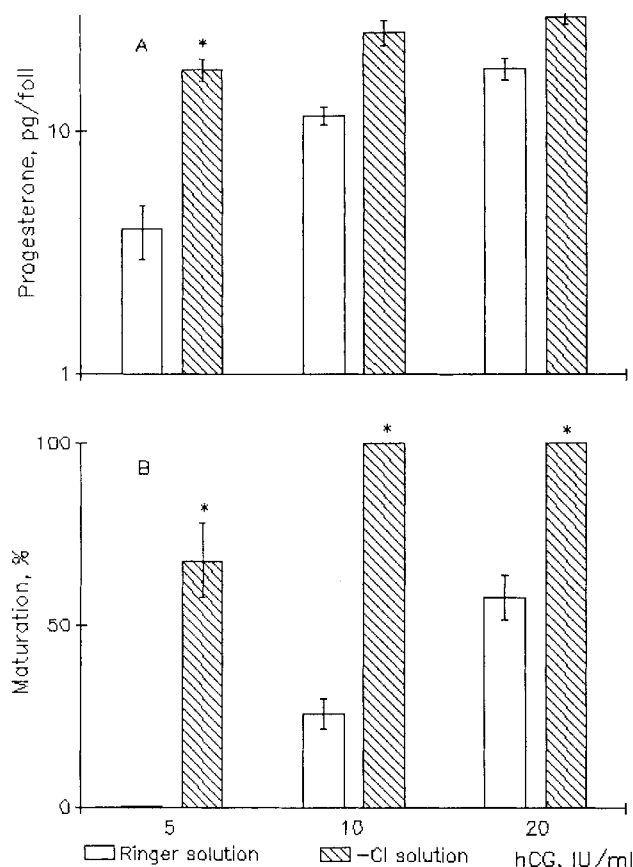 A
*
Progesterone, pg/foll
10
1
B
*
*
*
Maturation, %
100
50
0
5
10
20
Ringer solution
-Cl solution
hCG, IU/ml